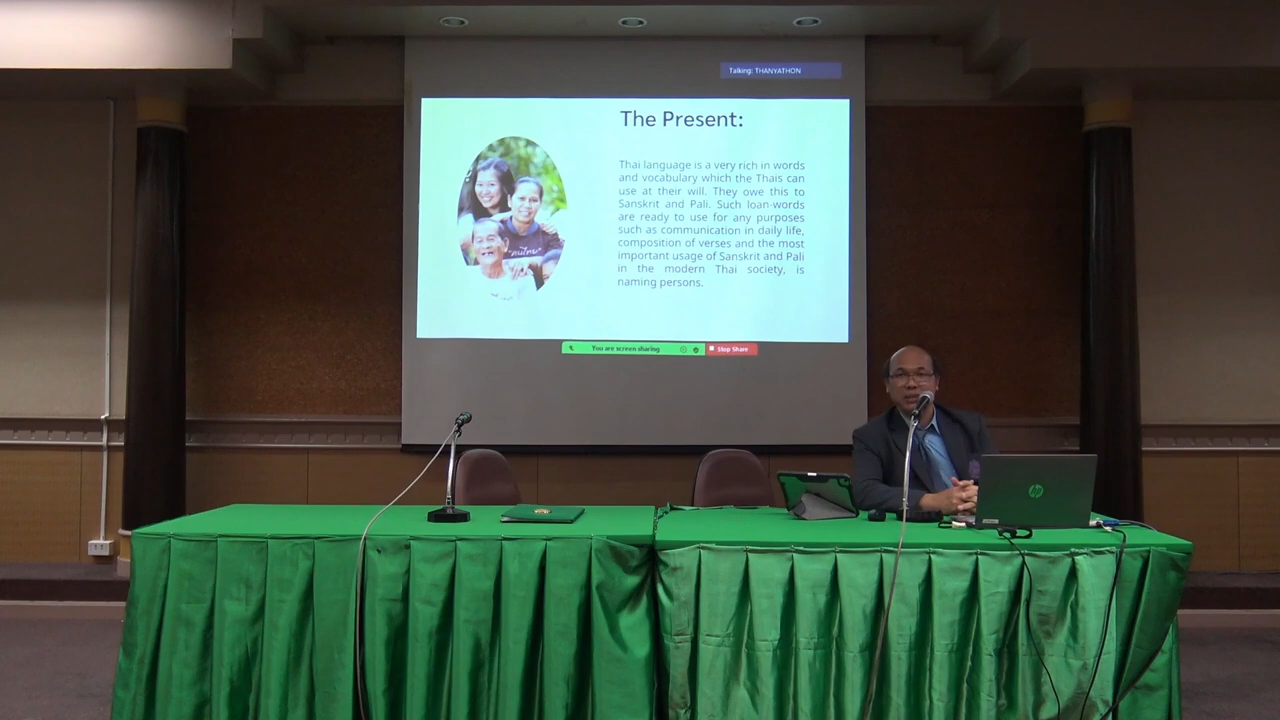 Talking: THANYATHON
The Present:
Thai language is a very rich in words
and vocabulary which the Thais can
use at their will. They owe this to
Sanskrit and Pali. Such loan-words
are ready to use for any purposes
such as communication in daily life,
composition of verses and the most
important usage of Sanskrit and Pali
in the modern Thai society, is
naming persons.
You are screen sharing
Stop Share
hp